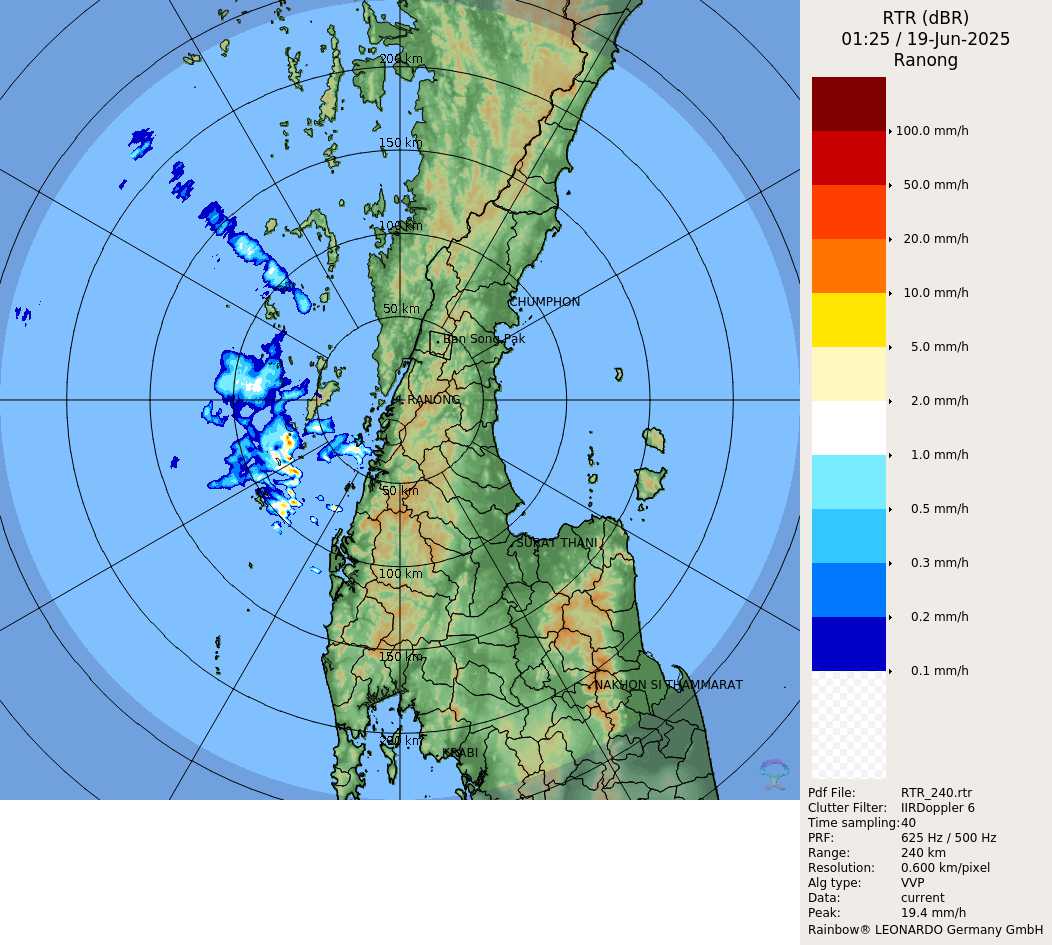 RTR (dBR)
01:25 / 19-Jun-2025
Ranong
200 km
150 km
100 km
50 km
CHUMPHON
Ban Song Pak
RANONG
50 km
SURAT THANI
100 km
150 km
NAKHON SI THAMMARAT
200 km
KRABI
100.0 mm/h
50.0 mm/h
20.0 mm/h
10.0 mm/h
5.0 mm/h
2.0 mm/h
1.0 mm/h
0.5 mm/h
0.3 mm/h
0.2 mm/h
0.1 mm/h
Pdf File: RTR_240.rtr
Clutter Filter: IIRDoppler 6
Time sampling:40
PRF: 625 Hz / 500 Hz
Range: 240 km
Resolution: 0.600 km/pixel
Alg type: VVP
Data: current
Peak: 19.4 mm/h
Rainbow® LEONARDO Germany GmbH